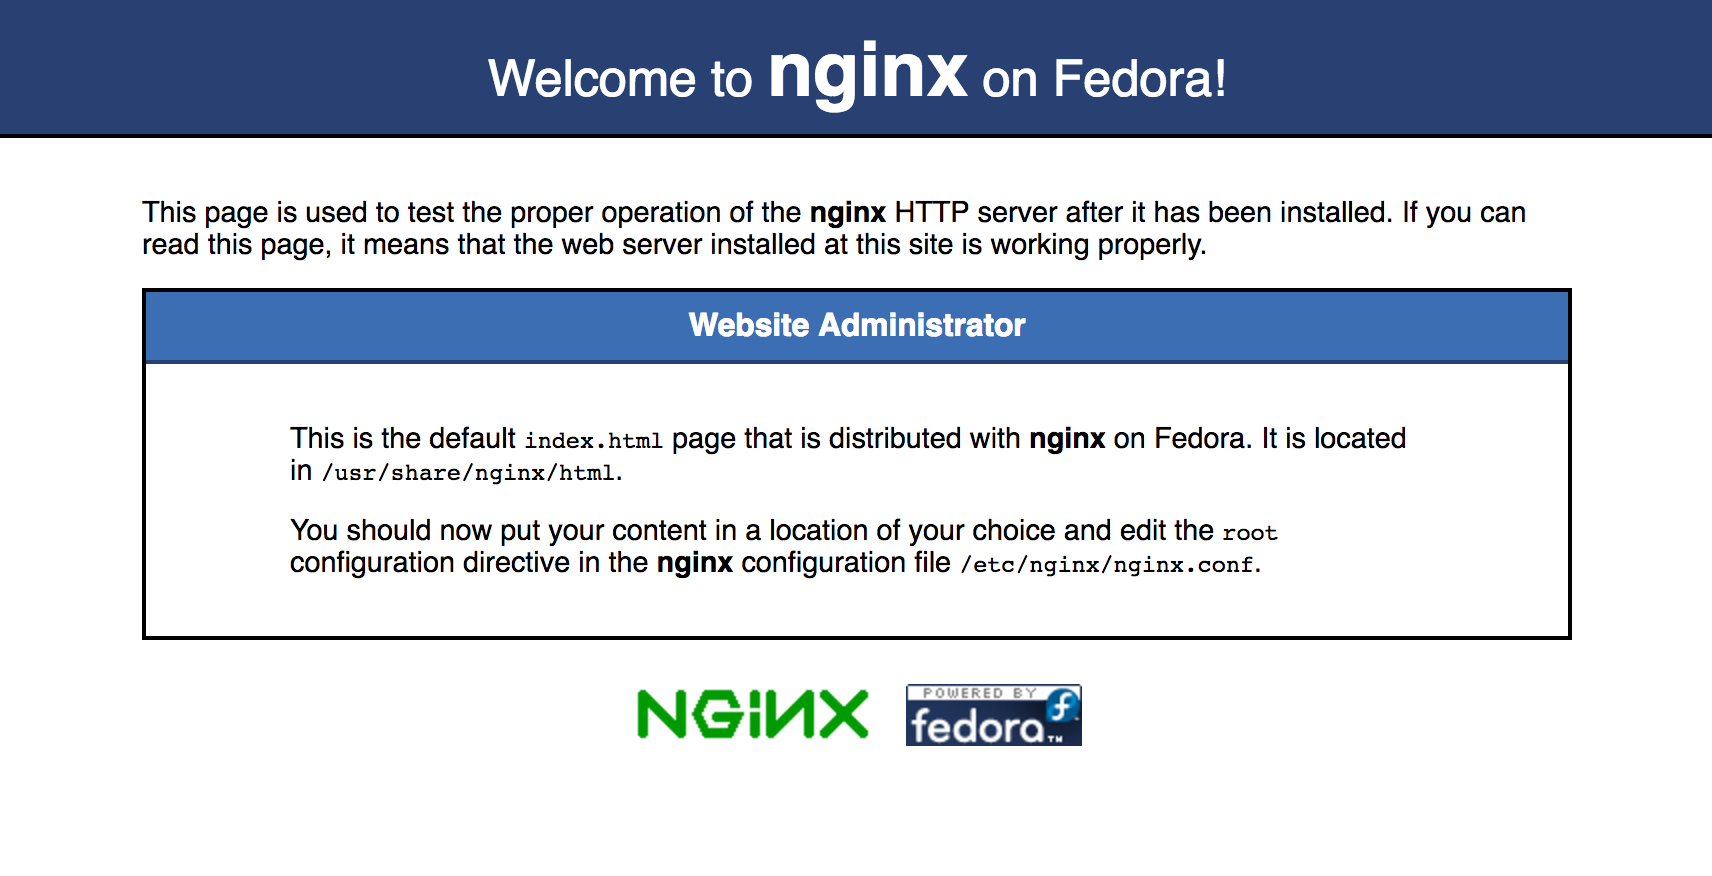 Welcome to nginx on Fedora!
This page is used to test the proper operation of the nginx HTTP server after it has been installed. If you can
read this page, it means that the web server installed at this site is working properly.
Website Administrator
This is the default index.html page that is distributed with nginx on Fedora. It is located
in /usr/share/nginx/html.
You should now put your content in a location of your choice and edit the root
configuration directive in the nginx configuration file /etc/nginx/nginx.conf.
NGiNX
POWERED BY
fedora™